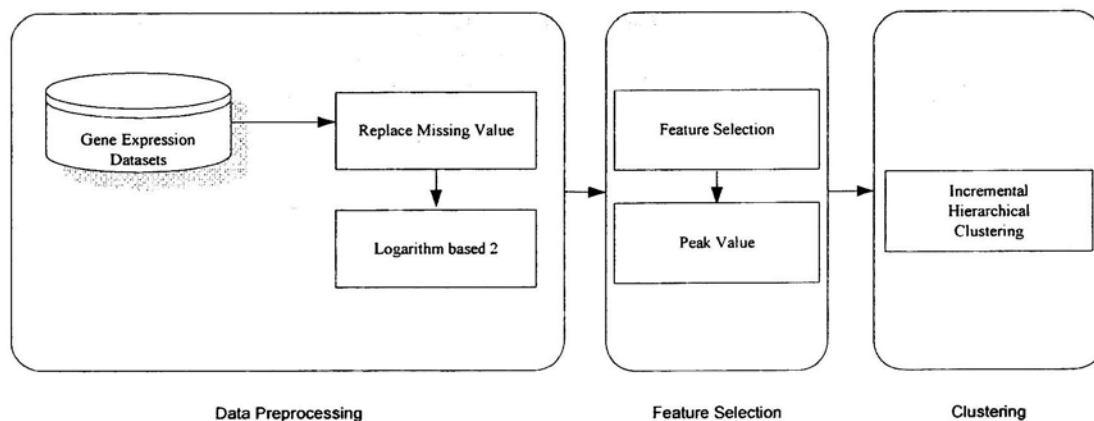 Gene Expression
Datasets
Replace Missing Value
Logarithm based 2
Feature Selection
Peak Value
Incremental
Hierarchical
Clustering
Data Preprocessing
Feature Selection
Clustering